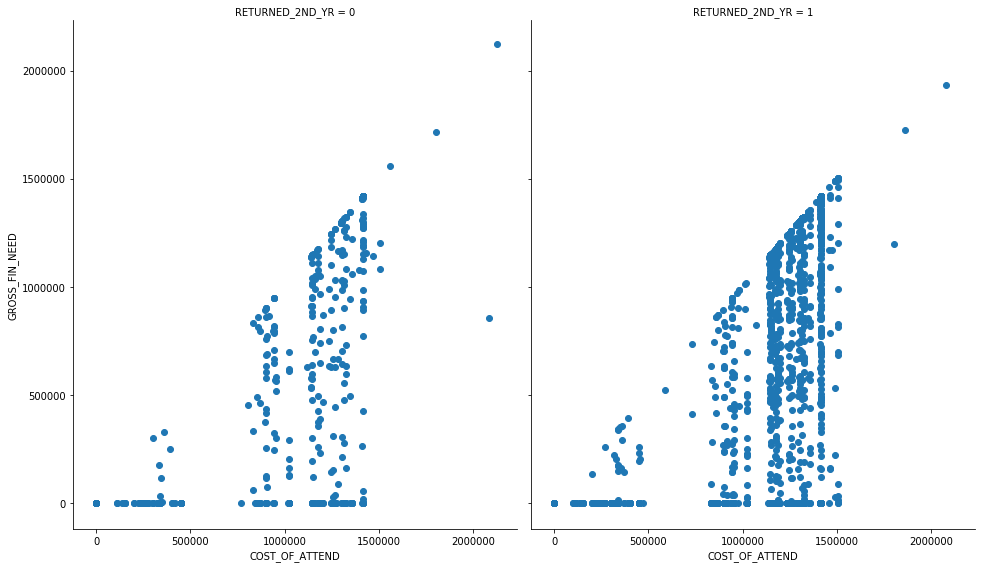 RETURNED_2ND_YR = 0
RETURNED_2ND_YR = 1
2000000
1500000
1000000
500000
0
GROSS_FIN_NEED
0 500000 1000000 1500000 2000000
0 500000 1000000 1500000 2000000
COST_OF_ATTEND
COST_OF_ATTEND